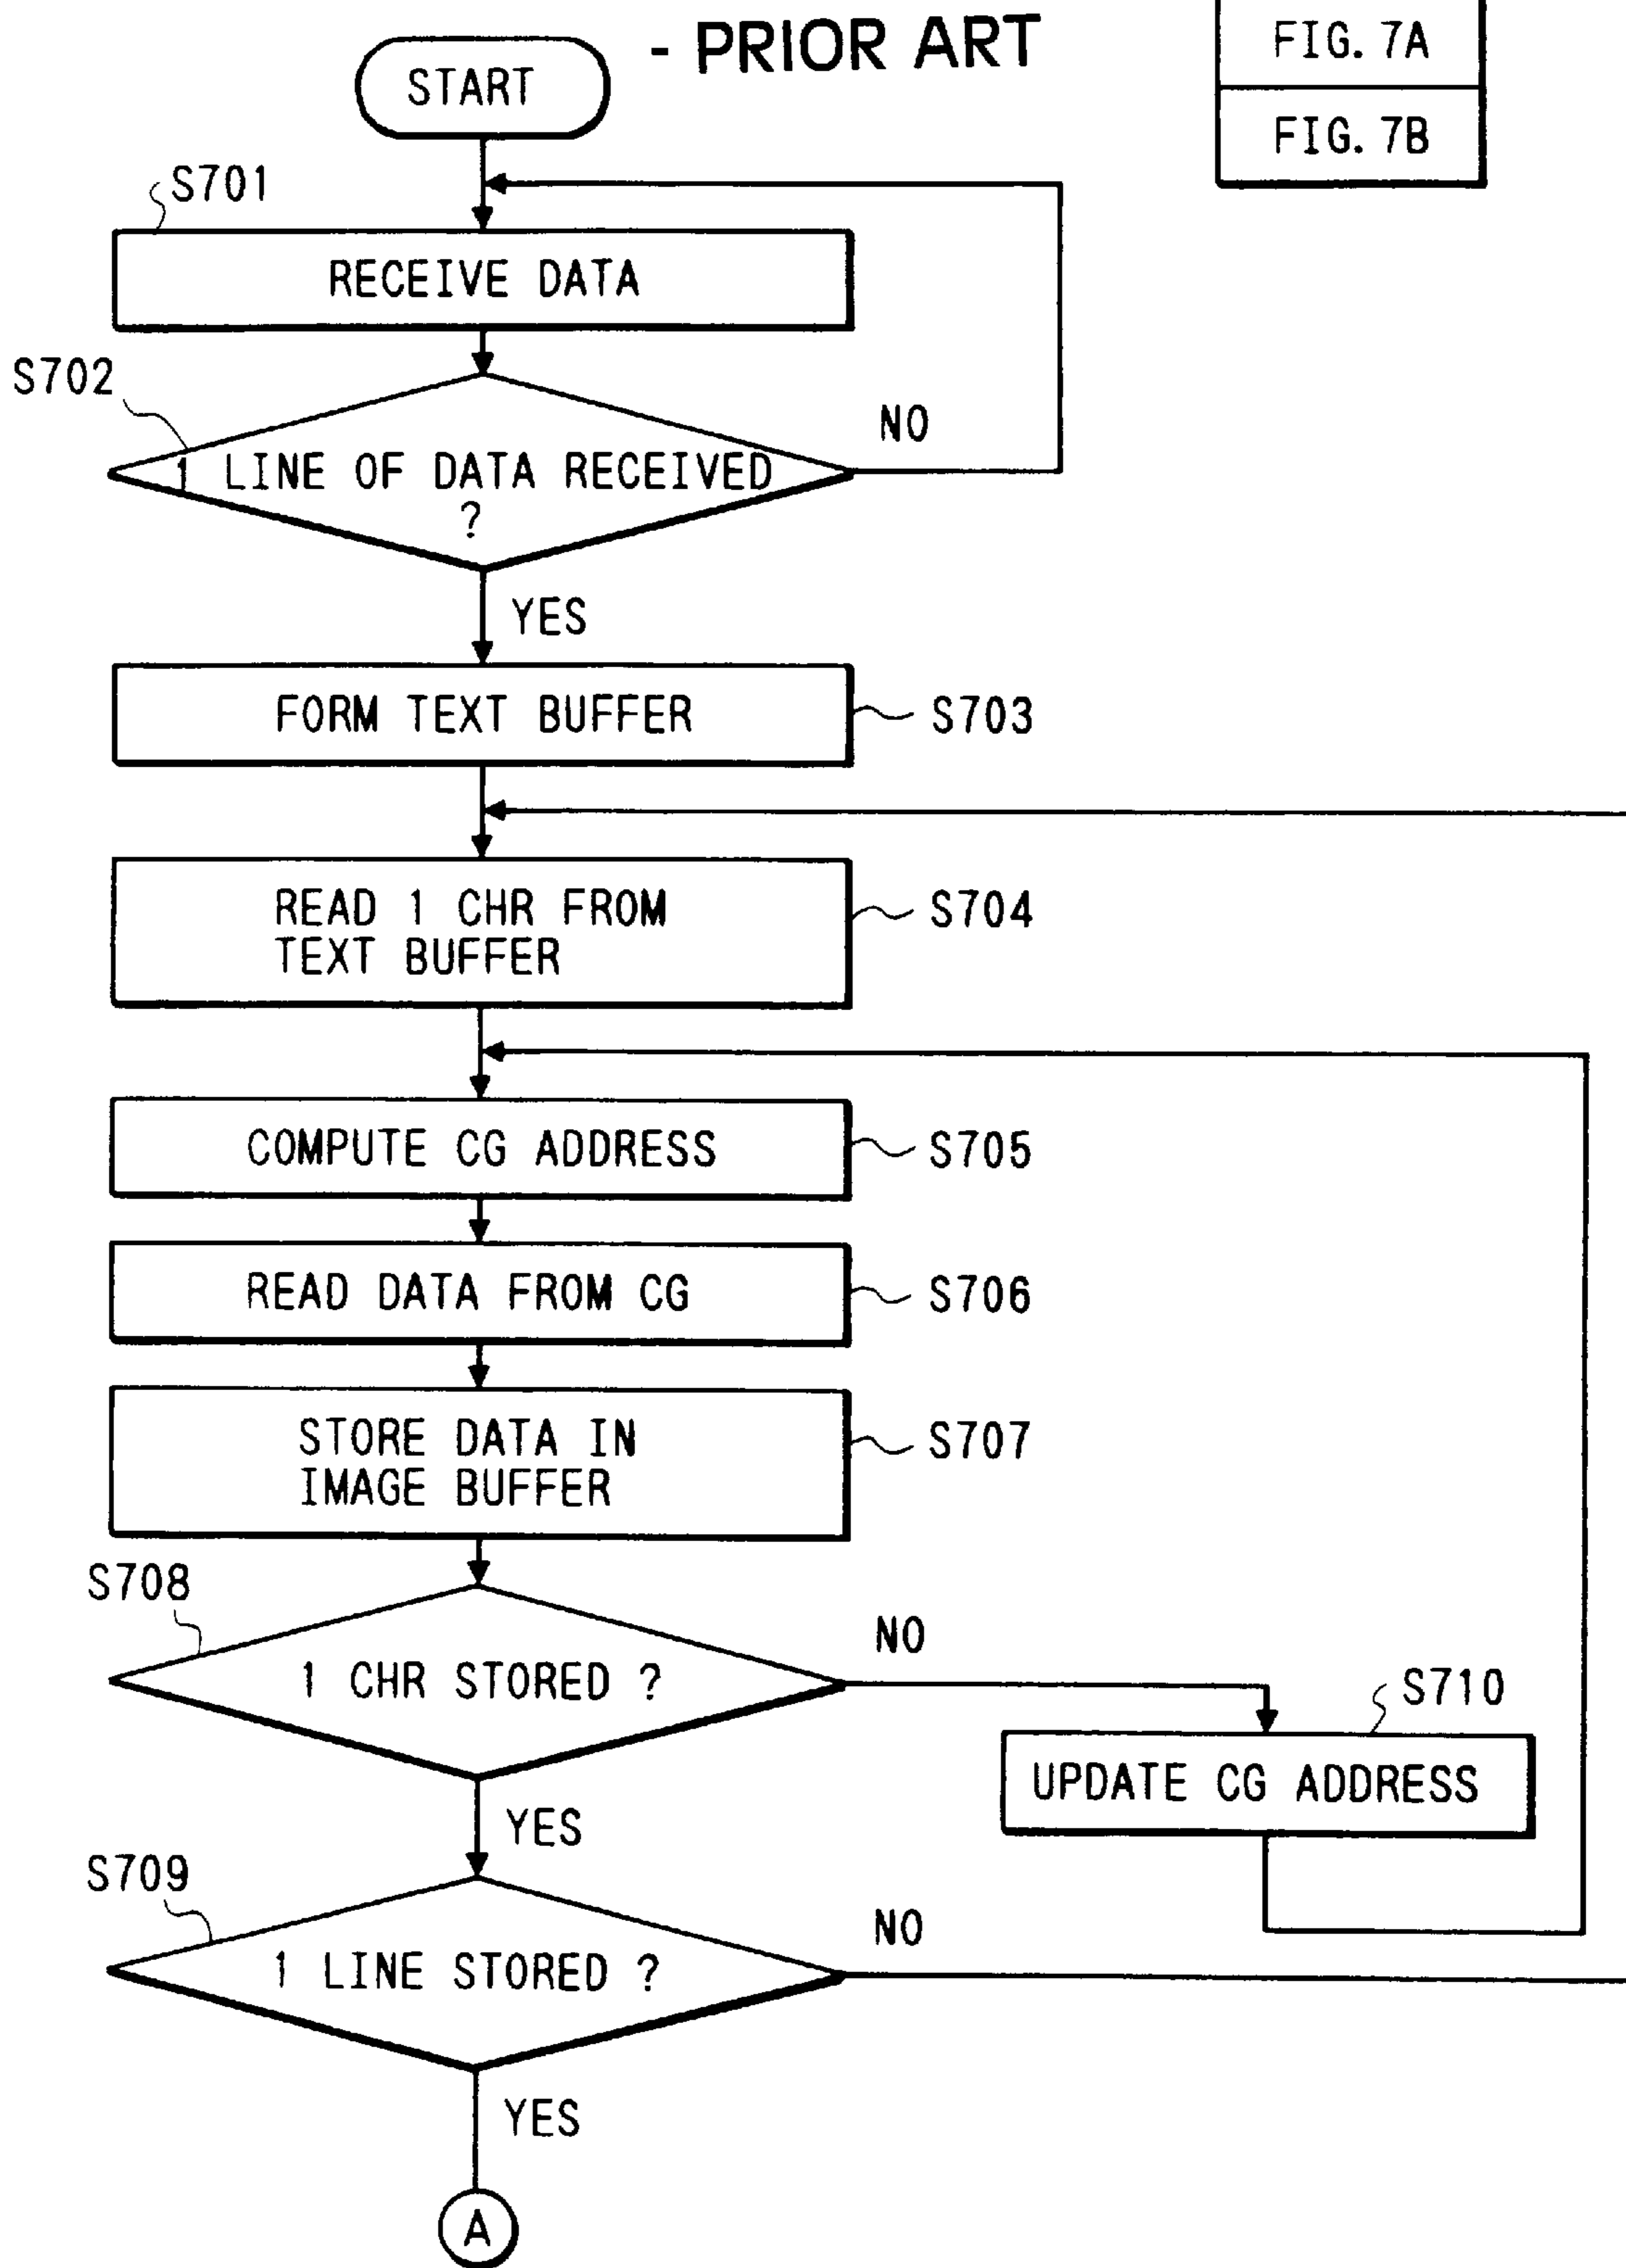 - PRIOR ART
FIG. 7A
FIG. 7B
START
S701
RECEIVE DATA
S702
NO
1 LINE OF DATA RECEIVED
?
YES
FORM TEXT BUFFER
S703
READ 1 CHR FROM
TEXT BUFFER
S704
COMPUTE CG ADDRESS
S705
READ DATA FROM CG
S706
STORE DATA IN
IMAGE BUFFER
S707
S708
NO
1 CHR STORED ?
S710
UPDATE CG ADDRESS
YES
S709
NO
1 LINE STORED ?
YES
A